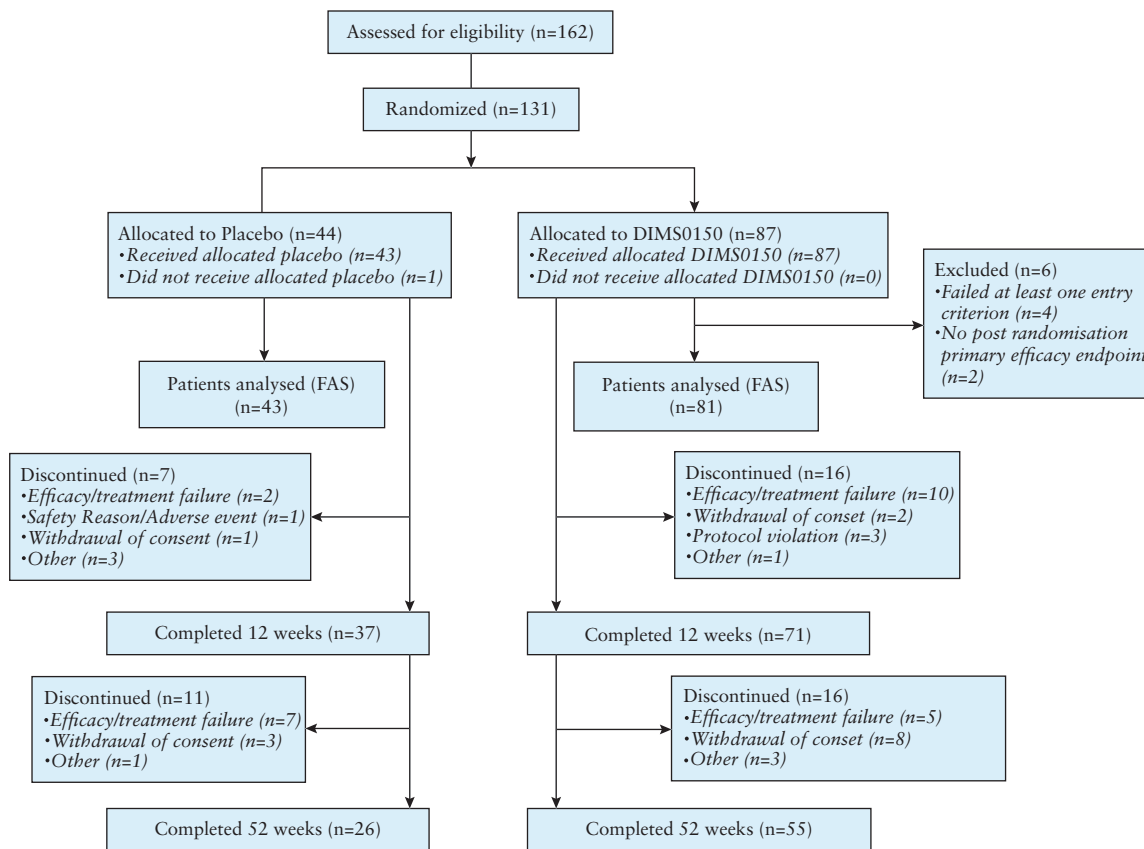 Assessed for eligibility (n=162)
Randomized (n=131)
Allocated to Placebo (n=44)
•Received allocated placebo (n=43)
•Did not receive allocated placebo (n=1)
Allocated to DIMS0150 (n=87)
•Received allocated DIMS0150 (n=87)
•Did not receive allocated DIMS0150 (n=0)
Excluded (n=6)
•Failed at least one entry
criterion (n=4)
•No post randomisation
primary efficacy endpoint
(n=2)
Patients analysed (FAS)
(n=43)
Patients analysed (FAS)
(n=81)
Discontinued (n=7)
•Efficacy/treatment failure (n=2)
•Safety Reason/Adverse event (n=1)
•Withdrawal of consent (n=1)
•Other (n=3)
Discontinued (n=16)
•Efficacy/treatment failure (n=10)
•Withdrawal of conset (n=2)
•Protocol violation (n=3)
•Other (n=1)
Completed 12 weeks (n=37)
Completed 12 weeks (n=71)
Discontinued (n=11)
•Efficacy/treatment failure (n=7)
•Withdrawal of consent (n=3)
•Other (n=1)
Discontinued (n=16)
•Efficacy/treatment failure (n=5)
•Withdrawal of conset (n=8)
•Other (n=3)
Completed 52 weeks (n=26)
Completed 52 weeks (n=55)